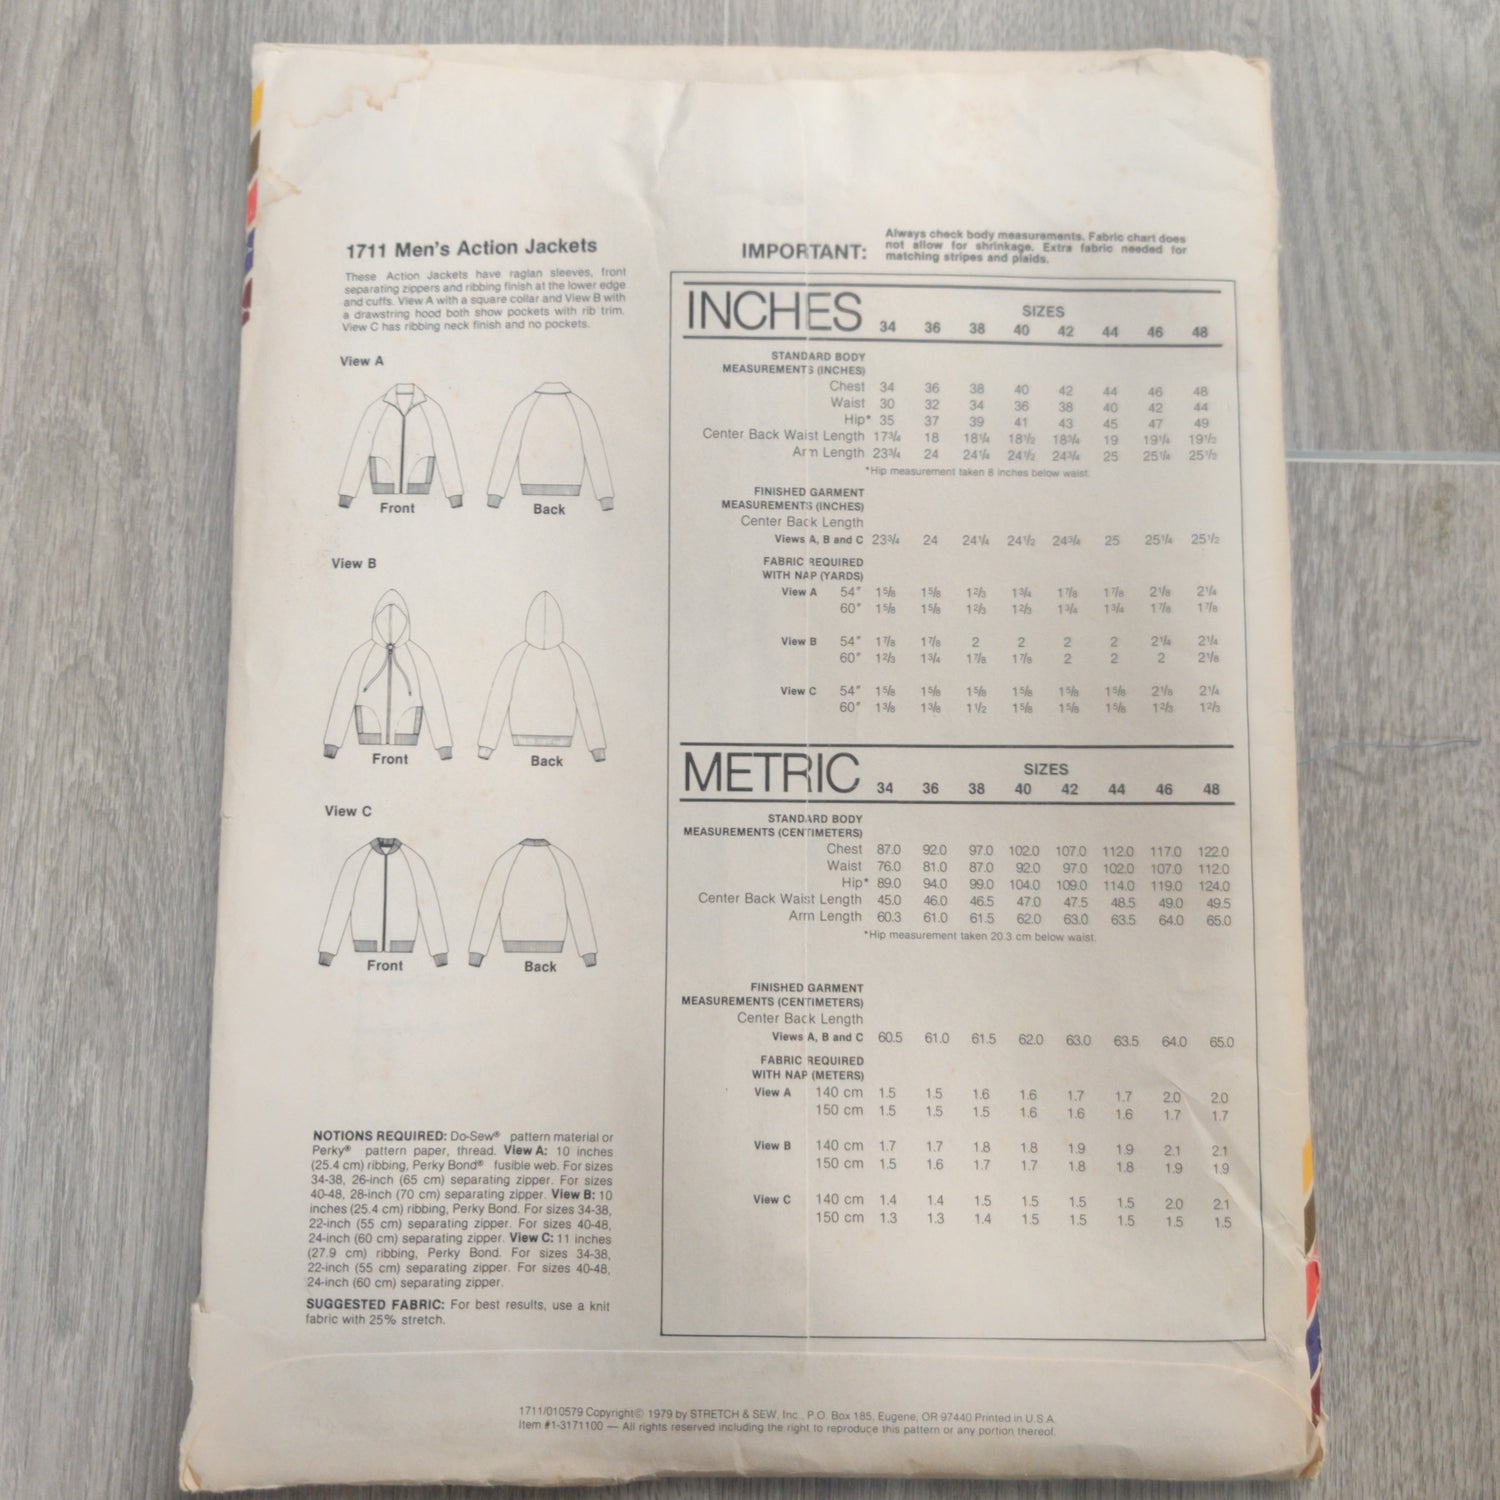 1711 Men's Action Jackets
These Action Jackets have raglan sleeves, front
separating zippers and ribbing finish at the lower edge
and cuffs. View A with a square collar and View B with
a drawstring hood both show pockets with rib trim.
View C has ribbing neck finish and no pockets.
View A
Front Back
View B
Front Back
View C
Front Back
NOTIONS REQUIRED: Do-Sew® pattern material or
Perky® pattern paper, thread. View A: 10 inches
(25.4 cm) ribbing, Perky Bond® fusible web. For sizes
34-38, 26-inch (65 cm) separating zipper. For sizes
40-48, 28-inch (70 cm) separating zipper. View B: 10
inches (25.4 cm) ribbing, Perky Bond. For sizes 34-38,
22-inch (55 cm) separating zipper. For sizes 40-48,
24-inch (60 cm) separating zipper. View C: 11 inches
(27.9 cm) ribbing, Perky Bond. For sizes 34-38,
22-inch (55 cm) separating zipper. For sizes 40-48,
24-inch (60 cm) separating zipper.
SUGGESTED FABRIC: For best results, use a knit
fabric with 25% stretch.
IMPORTANT: Always check body measurements. Fabric chart does
not allow for shrinkage. Extra fabric needed for
matching stripes and plaids.
INCHES SIZES
34 36 38 40 42 44 46 48
STANDARD BODY
MEASUREMENTS (INCHES)
Chest 34 36 38 40 42 44 46 48
Waist 30 32 34 36 38 40 42 44
Hip* 35 37 39 41 43 45 47 49
Center Back Waist Length 17¾ 18 18¼ 18½ 18¾ 19 19¼ 19½
Arm Length 23¾ 24 24¼ 24½ 24¾ 25 25¼ 25½
*Hip measurement taken 8 inches below waist.
FINISHED GARMENT
MEASUREMENTS (INCHES)
Center Back Length
Views A, B and C 23¾ 24 24¼ 24½ 24¾ 25 25¼ 25½
FABRIC REQUIRED
WITH NAP (YARDS)
View A 54" 1⅝ 1⅝ 1⅔ 1¾ 1⅞ 1⅞ 2⅛ 2¼
60" 1⅝ 1⅝ 1⅔ 1⅔ 1¾ 1¾ 1⅞ 1⅞
View B 54" 1⅞ 1⅞ 2 2 2 2 2¼ 2¼
60" 1⅔ 1¾ 1⅞ 1⅞ 2 2 2 2⅛
View C 54" 1⅝ 1⅝ 1⅝ 1⅝ 1⅝ 1⅝ 2⅛ 2¼
60" 1⅜ 1⅜ 1½ 1⅝ 1⅝ 1⅝ 1⅔ 1⅔
METRIC SIZES
34 36 38 40 42 44 46 48
STANDARD BODY
MEASUREMENTS (CENTIMETERS)
Chest 87.0 92.0 97.0 102.0 107.0 112.0 117.0 122.0
Waist 76.0 81.0 87.0 92.0 97.0 102.0 107.0 112.0
Hip* 89.0 94.0 99.0 104.0 109.0 114.0 119.0 124.0
Center Back Waist Length 45.0 46.0 46.5 47.0 47.5 48.5 49.0 49.5
Arm Length 60.3 61.0 61.5 62.0 63.0 63.5 64.0 65.0
*Hip measurement taken 20.3 cm below waist.
FINISHED GARMENT
MEASUREMENTS (CENTIMETERS)
Center Back Length
Views A, B and C 60.5 61.0 61.5 62.0 63.0 63.5 64.0 65.0
FABRIC REQUIRED
WITH NAP (METERS)
View A 140 cm 1.5 1.5 1.6 1.6 1.7 1.7 2.0 2.0
150 cm 1.5 1.5 1.5 1.6 1.6 1.6 1.7 1.7
View B 140 cm 1.7 1.7 1.8 1.8 1.9 1.9 2.1 2.1
150 cm 1.5 1.6 1.7 1.7 1.8 1.8 1.9 1.9
View C 140 cm 1.4 1.4 1.5 1.5 1.5 1.5 2.0 2.1
150 cm 1.3 1.3 1.4 1.5 1.5 1.5 1.5 1.5
1711/010579 Copyright© 1979 by STRETCH & SEW, Inc., P.O. Box 185, Eugene, OR 97440 Printed in U.S.A.
Item #1-3171100 — All rights reserved including the right to reproduce this pattern or any portion thereof.